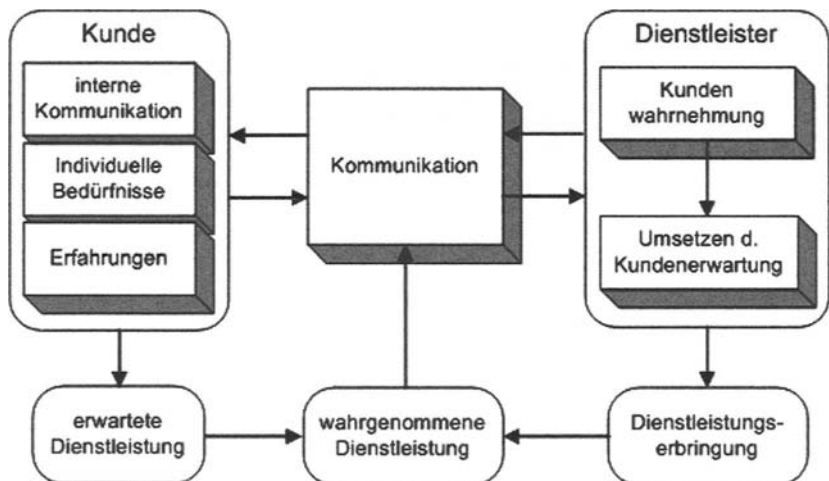 Kunde
interne
Kommunikation
Individuelle
Bedürfnisse
Erfahrungen
Kommunikation
Dienstleister
Kunden
wahrnehmung
Umsetzen d.
Kundenerwartung
erwartete
Dienstleistung
wahrgenommene
Dienstleistung
Dienstleistungs-
erbringung